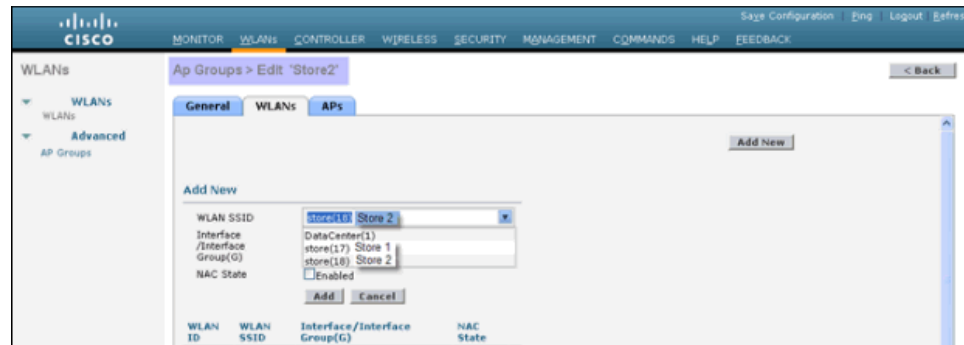 Save Configuration Ping Logout Refres
CISCO
MONITOR WLANs CONTROLLER WIRELESS SECURITY MANAGEMENT COMMANDS HELP FEEDBACK
WLANs
Ap Groups > Edit 'Store2'
< Back
WLANs
WLANs
Advanced
AP Groups
General WLANs APs
Add New
Add New
WLAN SSID store(18) Store 2
Interface
/Interface
Group(G)
DataCenter(1)
store(17) Store 1
store(18) Store 2
NAC State Enabled
Add Cancel
WLAN ID WLAN SSID Interface/Interface Group(G) NAC State